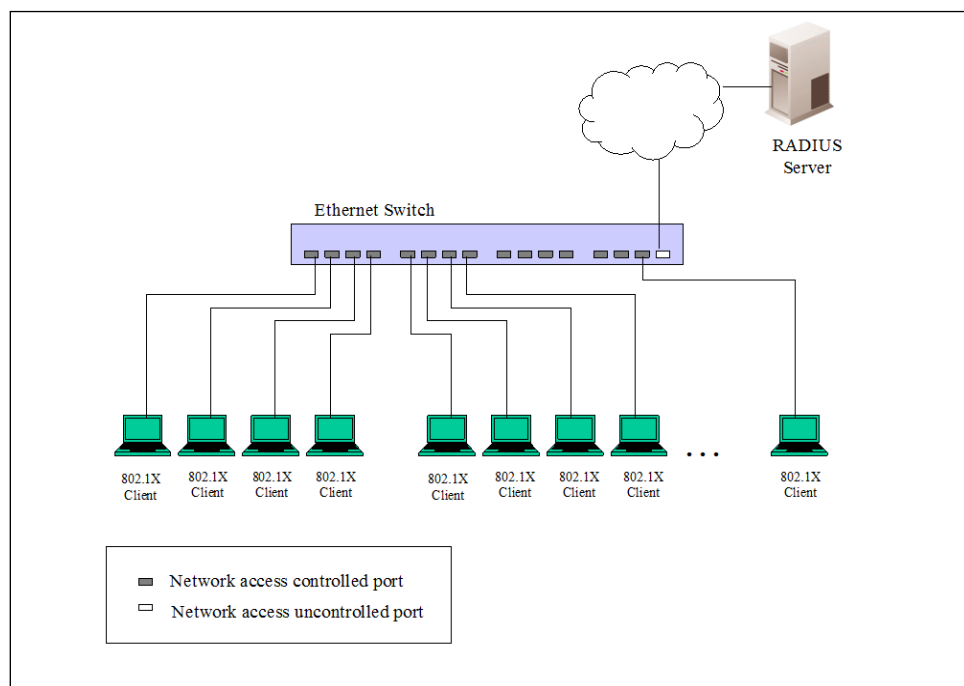 RADIUS
Server
Ethernet Switch
802.1X
Client
802.1X
Client
802.1X
Client
802.1X
Client
802.1X
Client
802.1X
Client
802.1X
Client
802.1X
Client
...
802.1X
Client
Network access controlled port
Network access uncontrolled port